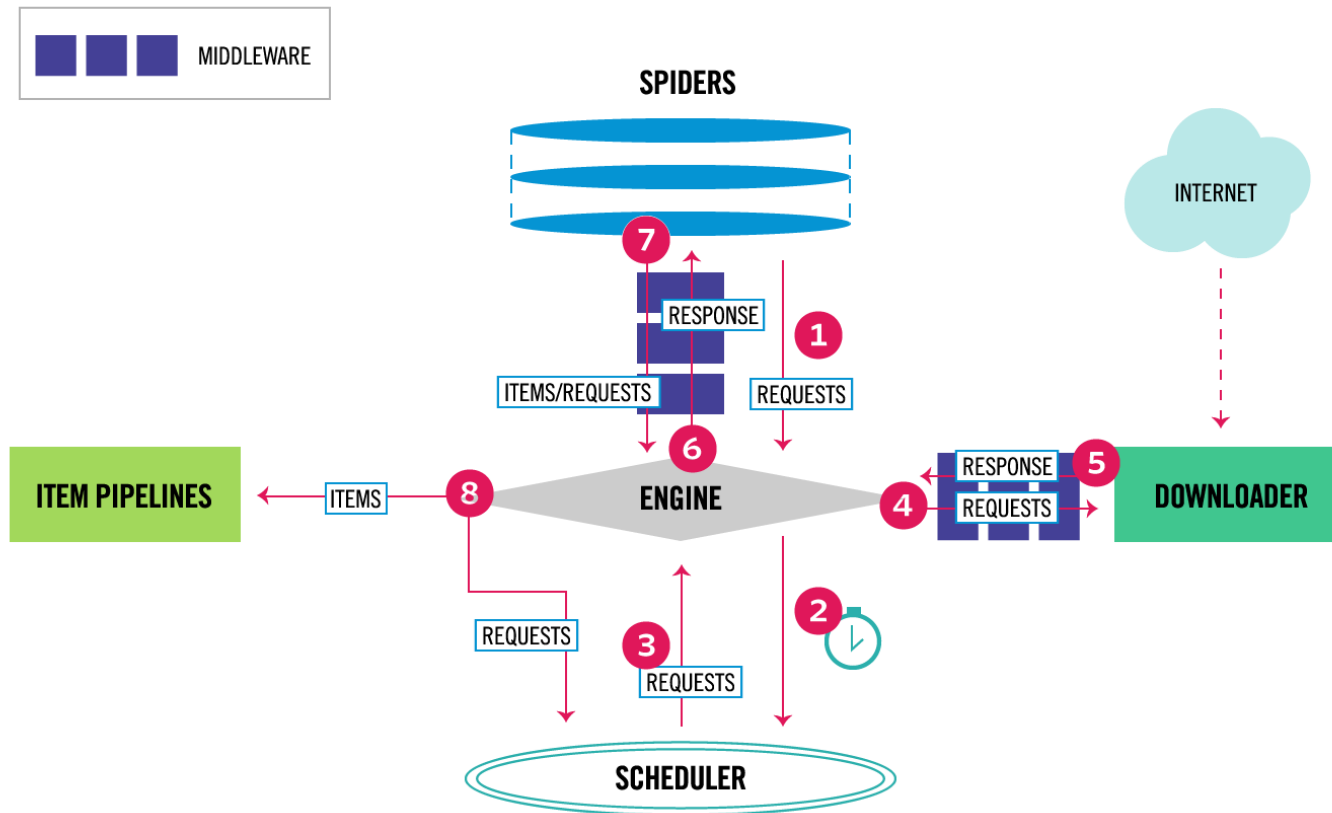 MIDDLEWARE
SPIDERS
INTERNET
7
RESPONSE
1
ITEMS/REQUESTS
REQUESTS
6
5
RESPONSE
ITEM PIPELINES
ITEMS
8
ENGINE
4
REQUESTS
DOWNLOADER
2
REQUESTS
3
REQUESTS
SCHEDULER